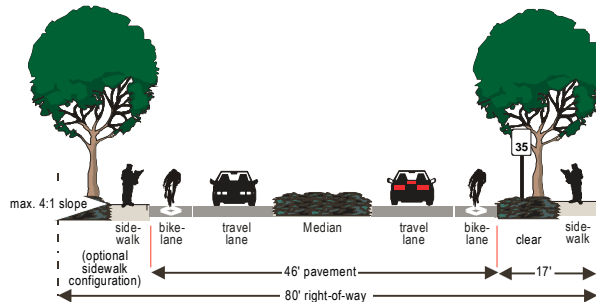 35
max. 4:1 slope
side-
walk
bike-
lane
travel
lane
Median
travel
lane
bike-
lane
clear
side-
walk
(optional
sidewalk
configuration)
46' pavement
17'
80' right-of-way